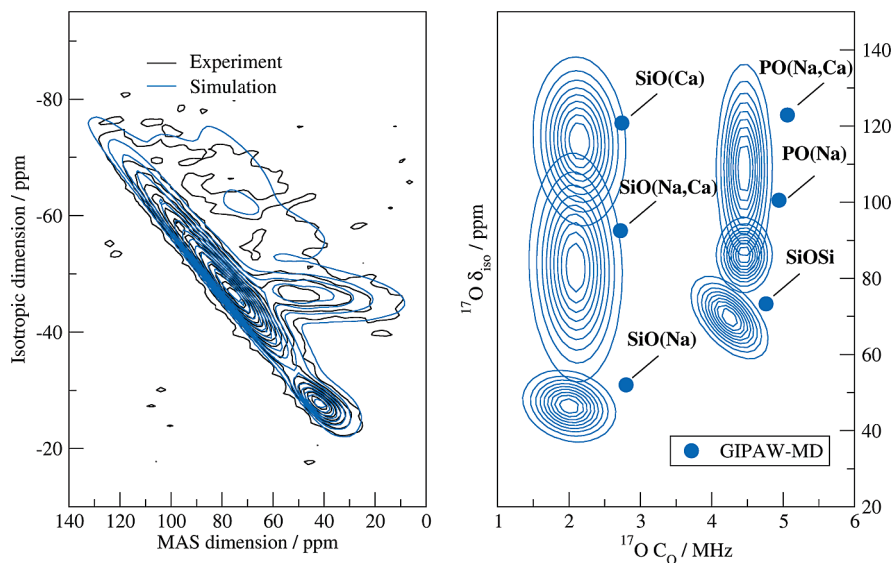 Experiment
Simulation
-80
-60
-40
-20
Isotropic dimension / ppm
140 120 100 80 60 40 20 0
MAS dimension / ppm
SiO(Ca)
PO(Na,Ca)
SiO(Na,Ca)
PO(Na)
SiOSi
SiO(Na)
GIPAW-MD
17O δiso / ppm
140
120
100
80
60
40
20
1 2 3 4 5 6
17O CQ / MHz